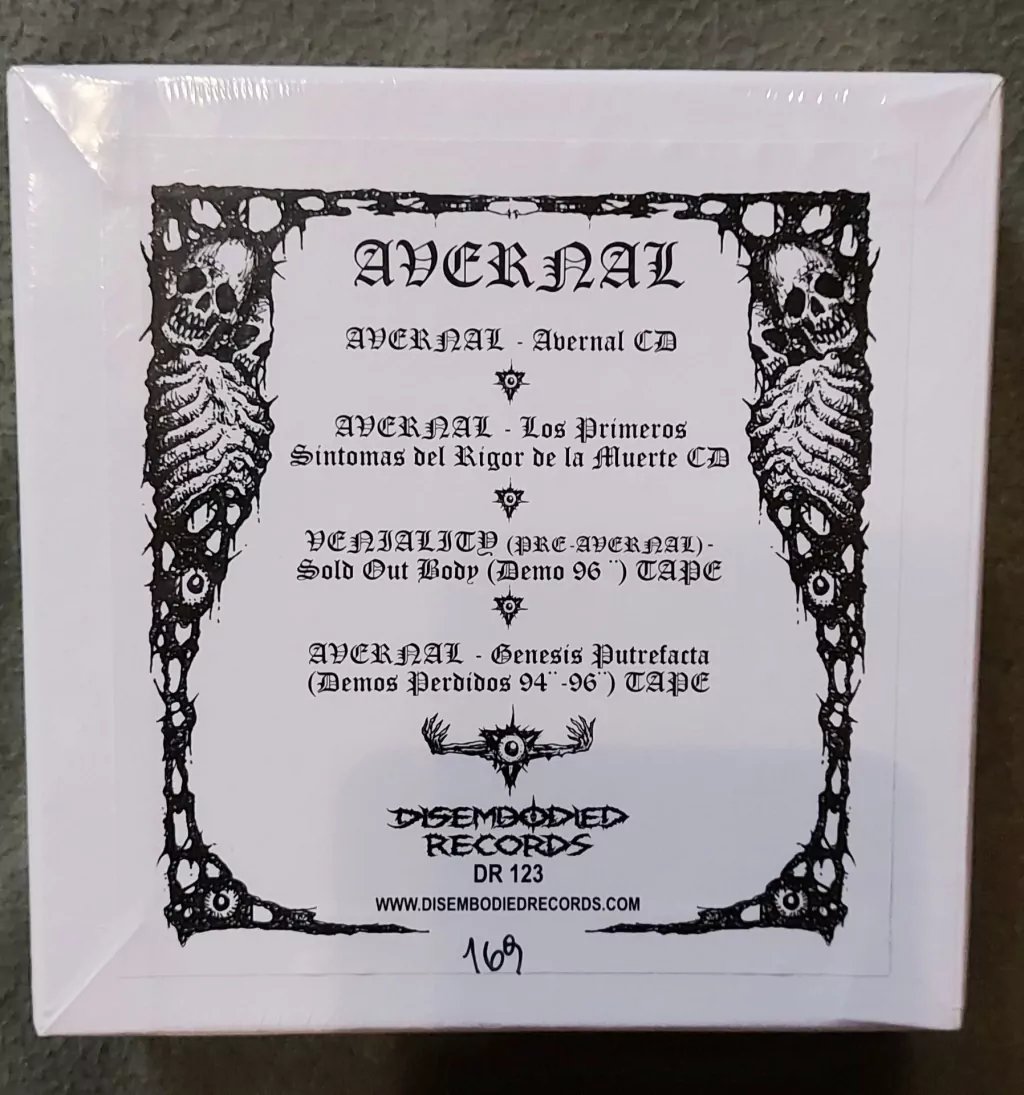 AVERNAL
AVERNAL - Avernal CD
AVERNAL - Los Primeros
Sintomas del Rigor de la Muerte CD
VENIALITY (PRE-AVERNAL) -
Sold Out Body (Demo 96 ¨) TAPE
AVERNAL - Genesis Putrefacta
(Demos Perdidos 94¨-96¨) TAPE
DISEMBODIED
RECORDS
DR 123
WWW.DISEMBODIEDRECORDS.COM
169